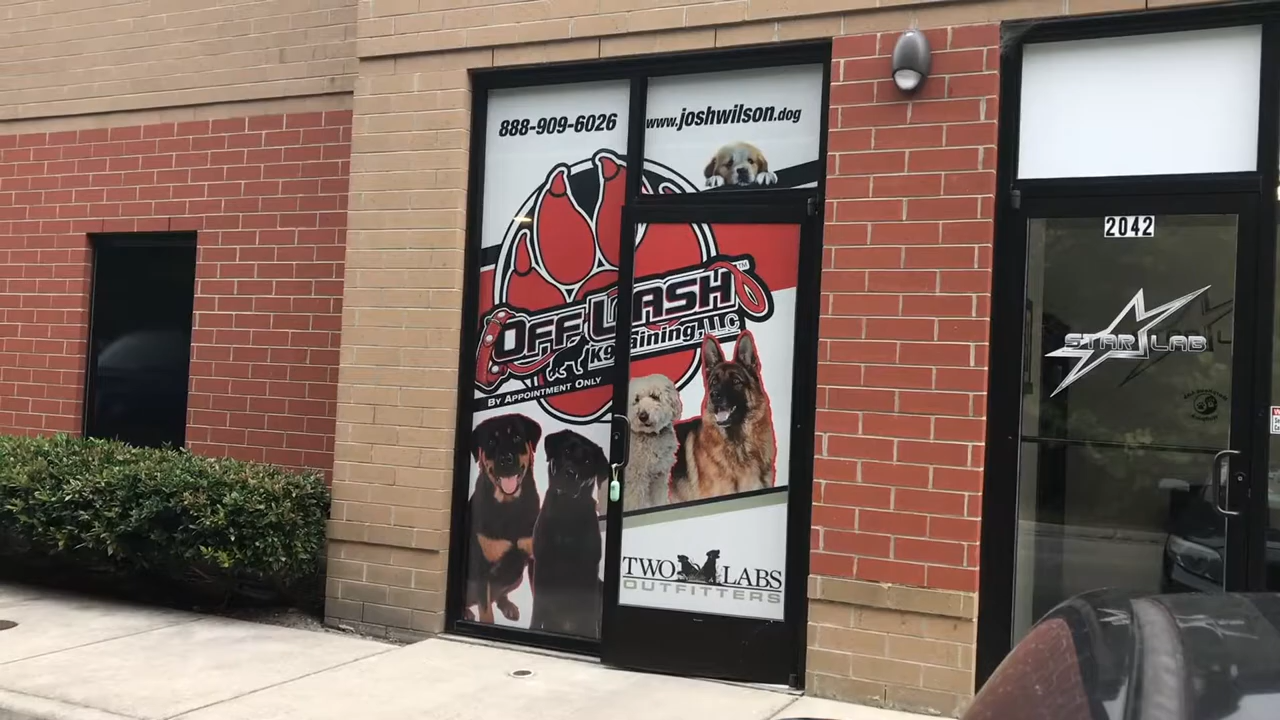 888-909-6026
www.joshwilson.dog
OFF LEASH™
K9 Training, LLC
BY APPOINTMENT ONLY
TWO LABS
OUTFITTERS
2042
STAR LAB